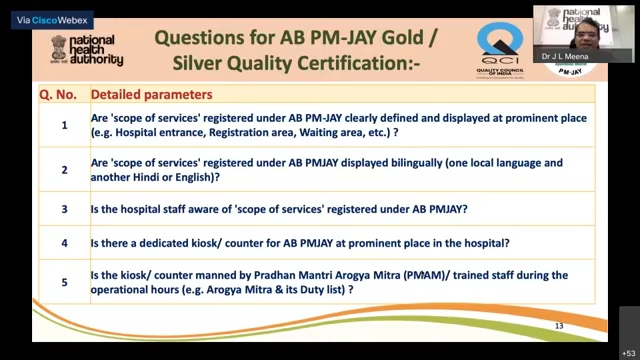 Via CiscoWebex
national
health
authority
Questions for AB PM-JAY Gold /
Silver Quality Certification:-
QCI
QUALITY COUNCIL
OF INDIA
national
health
authority
PM-JAY
Dr J L Meena
Q. No. Detailed parameters
1 Are 'scope of services' registered under AB PM-JAY clearly defined and displayed at prominent place
(e.g. Hospital entrance, Registration area, Waiting area, etc.) ?
2 Are 'scope of services' registered under AB PMJAY displayed bilingually (one local language and
another Hindi or English)?
3 Is the hospital staff aware of 'scope of services' registered under AB PMJAY?
4 Is there a dedicated kiosk/ counter for AB PMJAY at prominent place in the hospital?
5 Is the kiosk/ counter manned by Pradhan Mantri Arogya Mitra (PMAM)/ trained staff during the
operational hours (e.g. Arogya Mitra & its Duty list) ?
13
+53